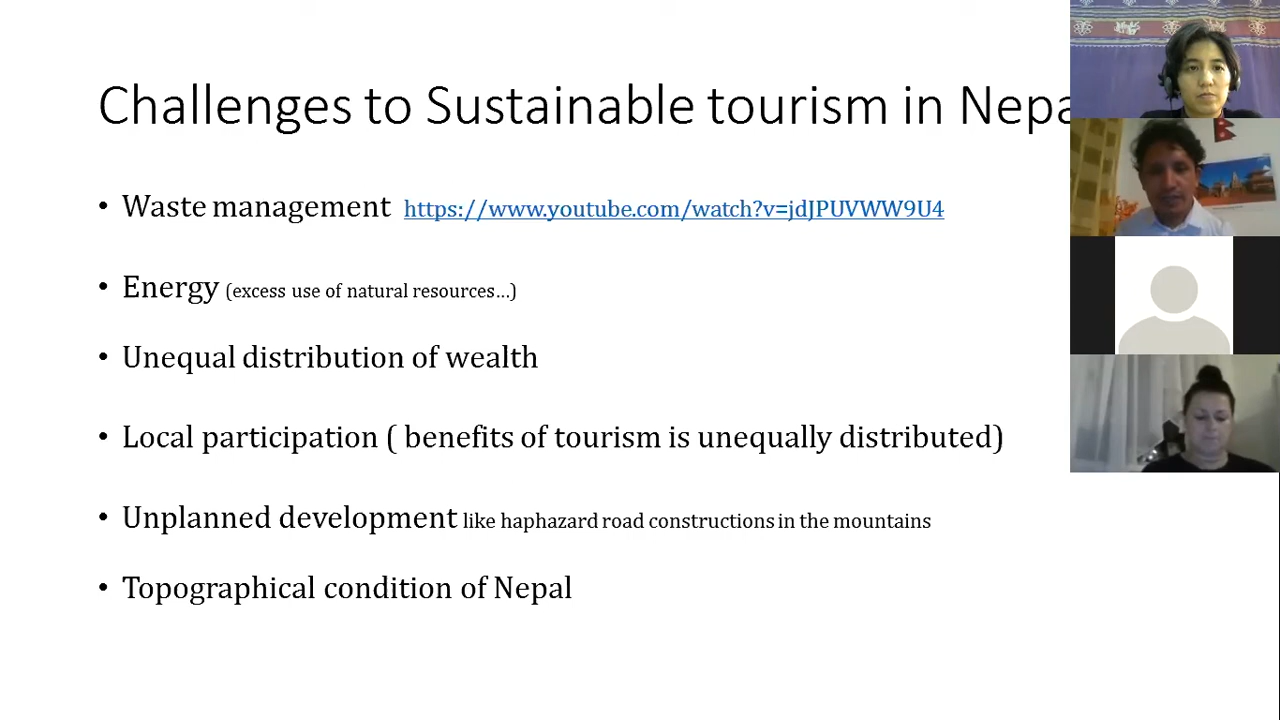 Challenges to Sustainable tourism in Nepa
• Waste management https://www.youtube.com/watch?v=jdJPUVWW9U4
• Energy (excess use of natural resources...)
• Unequal distribution of wealth
• Local participation ( benefits of tourism is unequally distributed)
• Unplanned development like haphazard road constructions in the mountains
• Topographical condition of Nepal